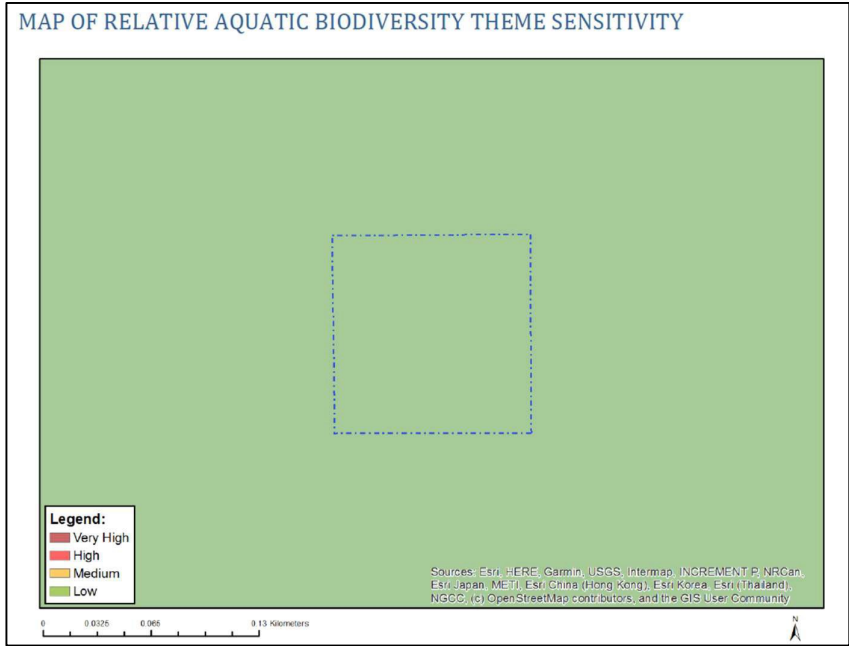 MAP OF RELATIVE AQUATIC BIODIVERSITY THEME SENSITIVITY
Legend:
Very High
High
Medium
Low
Sources: Esri, HERE, Garmin, USGS, Intermap, INCREMENT P, NRCan,
Esri Japan, METI, Esri China (Hong Kong), Esri Korea, Esri (Thailand),
NGCC, (c) OpenStreetMap contributors, and the GIS User Community
0 0.0325 0.065 0.13 Kilometers
N